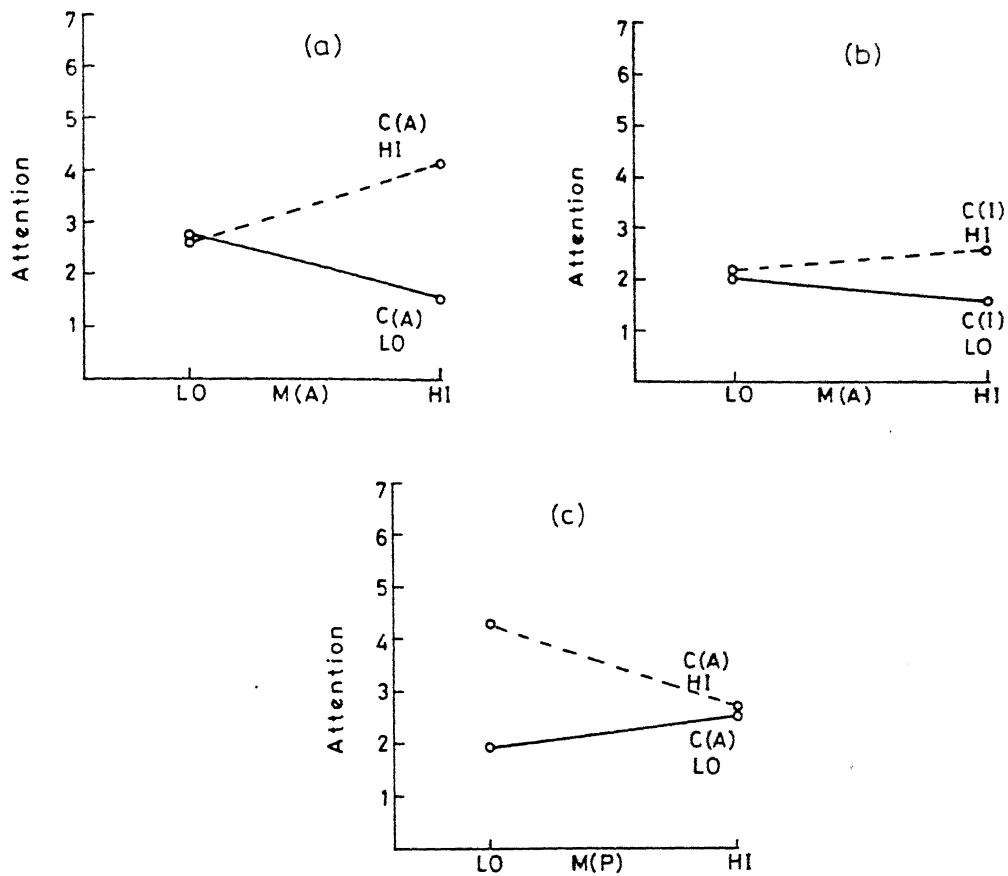 (a)
7
6
5
4
3
2
1
Attention
C(A)
HI
C(A)
LO
LO M(A) HI
(b)
7
6
5
4
3
2
1
Attention
C(I)
HI
C(I)
LO
LO M(A) HI
(c)
7
6
5
4
3
2
1
Attention
C(A)
HI
C(A)
LO
LO M(P) HI